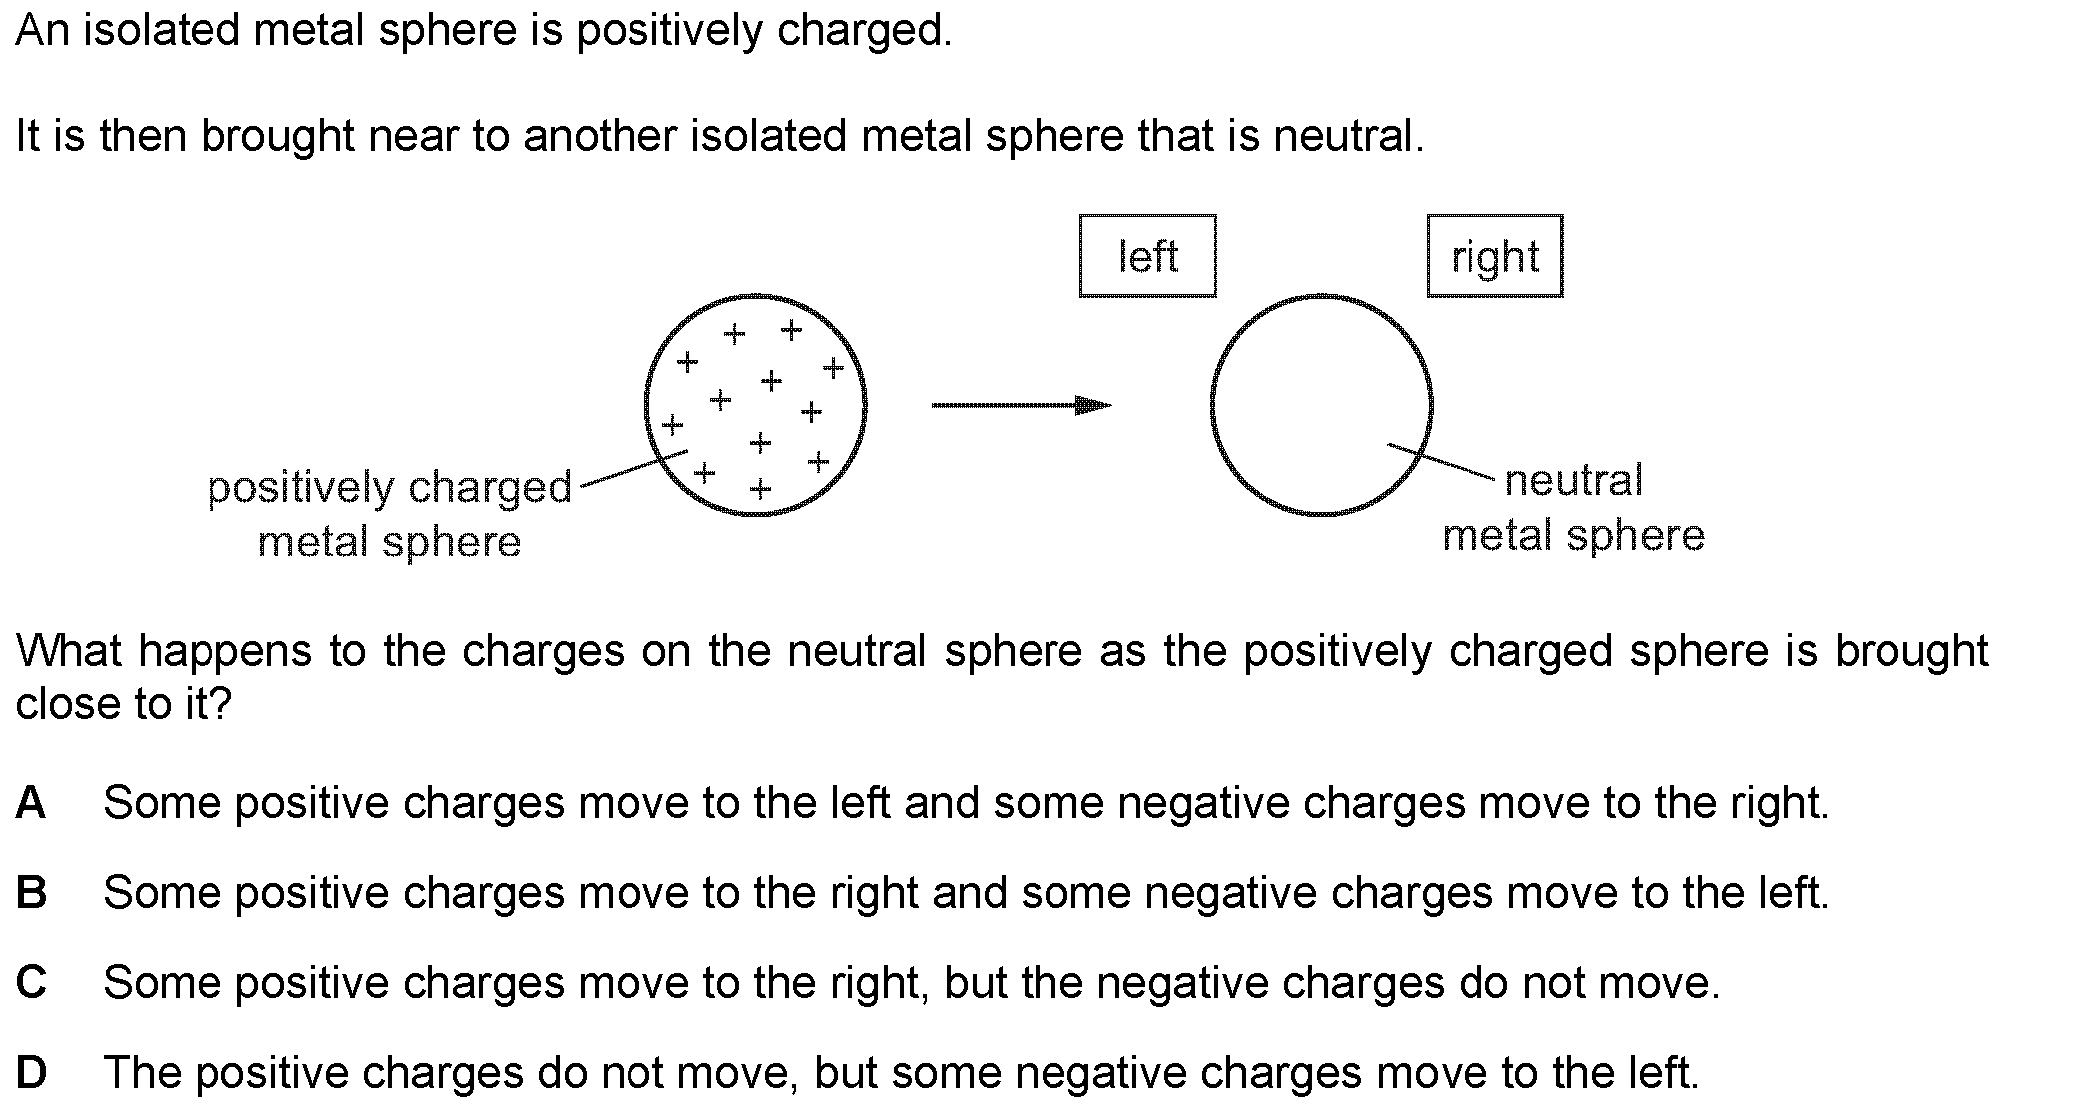 An isolated metal sphere is positively charged.
It is then brought near to another isolated metal sphere that is neutral.
left right
+ + + + + + + + + + + + +
positively charged
metal sphere
neutral
metal sphere
What happens to the charges on the neutral sphere as the positively charged sphere is brought
close to it?
A Some positive charges move to the left and some negative charges move to the right.
B Some positive charges move to the right and some negative charges move to the left.
C Some positive charges move to the right, but the negative charges do not move.
D The positive charges do not move, but some negative charges move to the left.